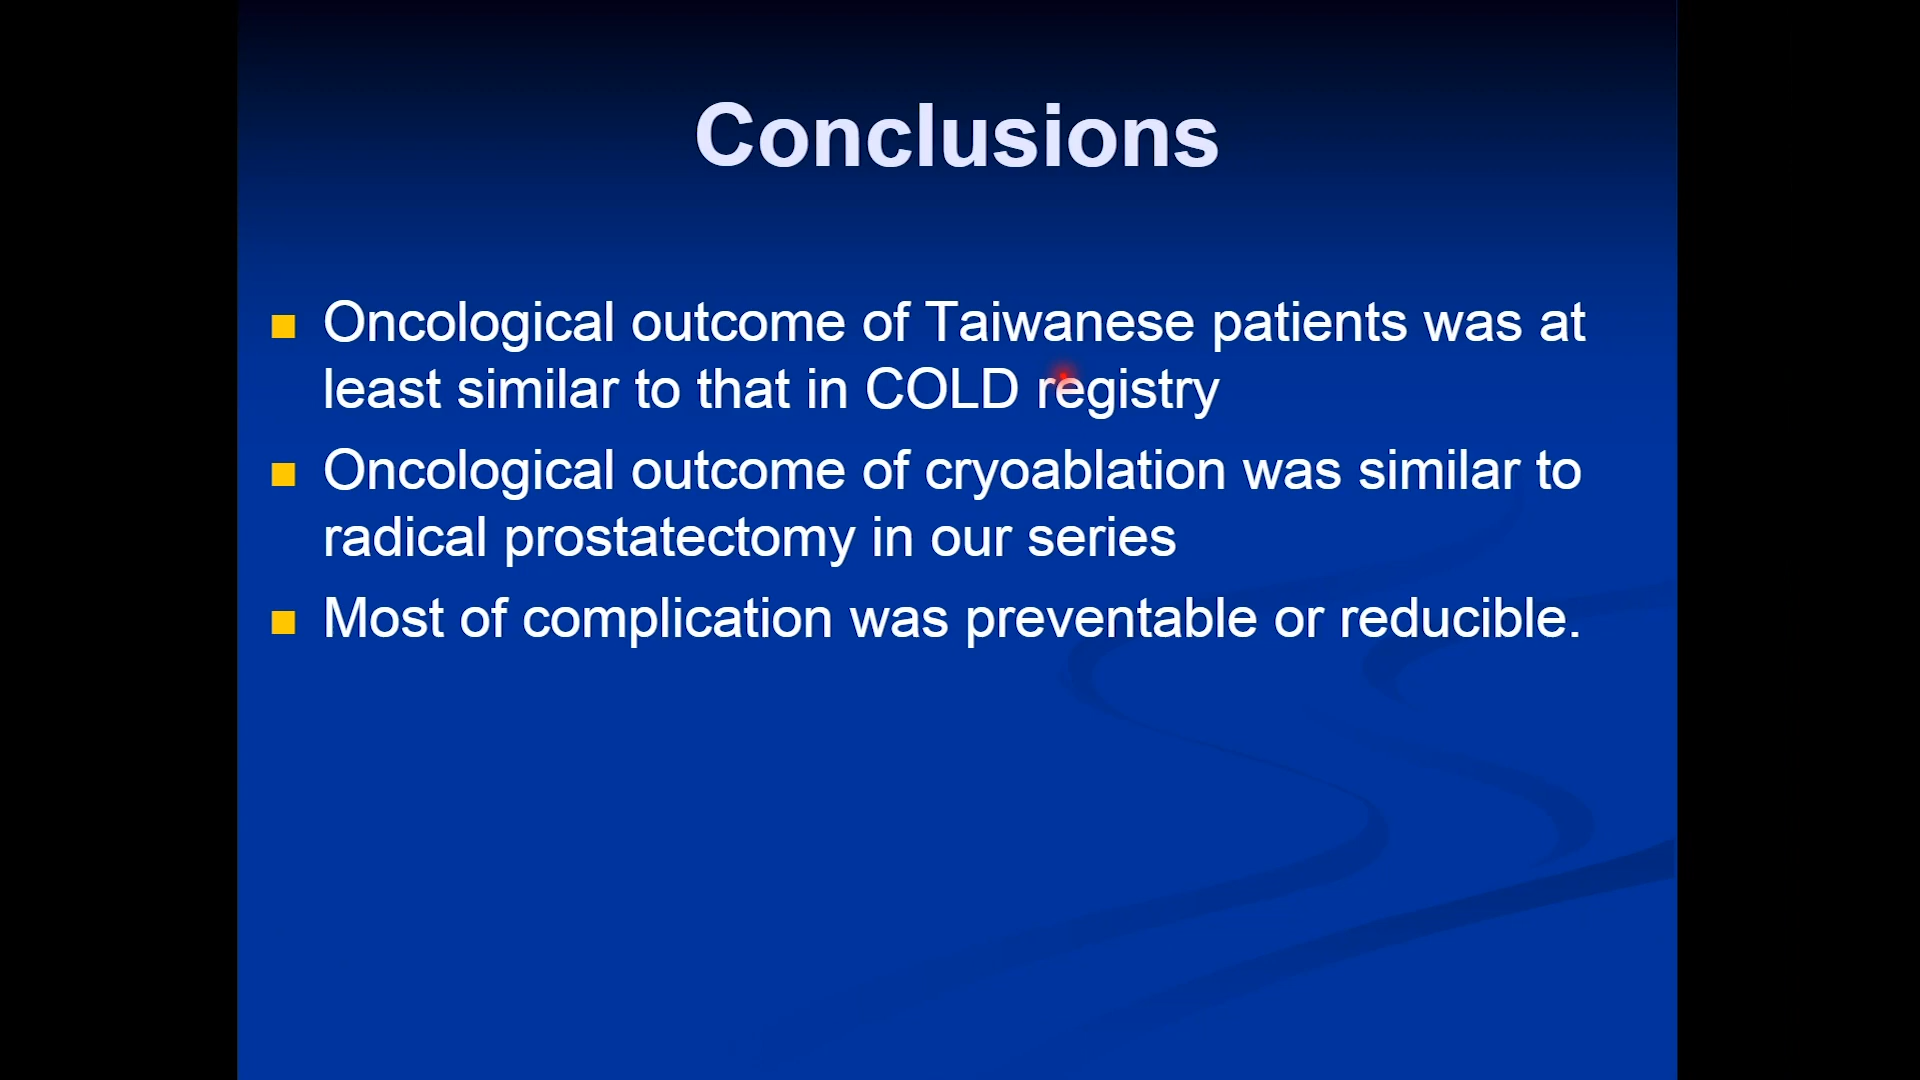 Conclusions
Oncological outcome of Taiwanese patients was at
least similar to that in COLD registry
Oncological outcome of cryoablation was similar to
radical prostatectomy in our series
Most of complication was preventable or reducible.